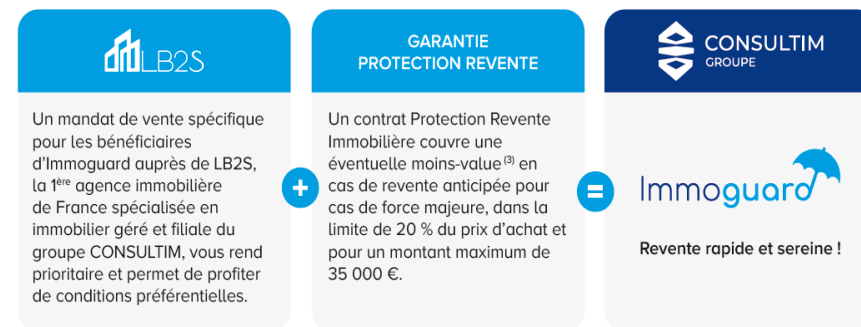 LB2S
Un mandat de vente spécifique
pour les bénéficiaires
d’Immoguard auprès de LB2S,
la 1ère agence immobilière
de France spécialisée en
immobilier géré et filiale du
groupe CONSULTIM, vous rend
prioritaire et permet de profiter
de conditions préférentielles.
+
GARANTIE
PROTECTION REVENTE
Un contrat Protection Revente
Immobilière couvre une
éventuelle moins-value (3) en
cas de revente anticipée pour
cas de force majeure, dans la
limite de 20 % du prix d’achat et
pour un montant maximum de
35 000 €.
=
CONSULTIM
GROUPE
Immoguard
Revente rapide et sereine !